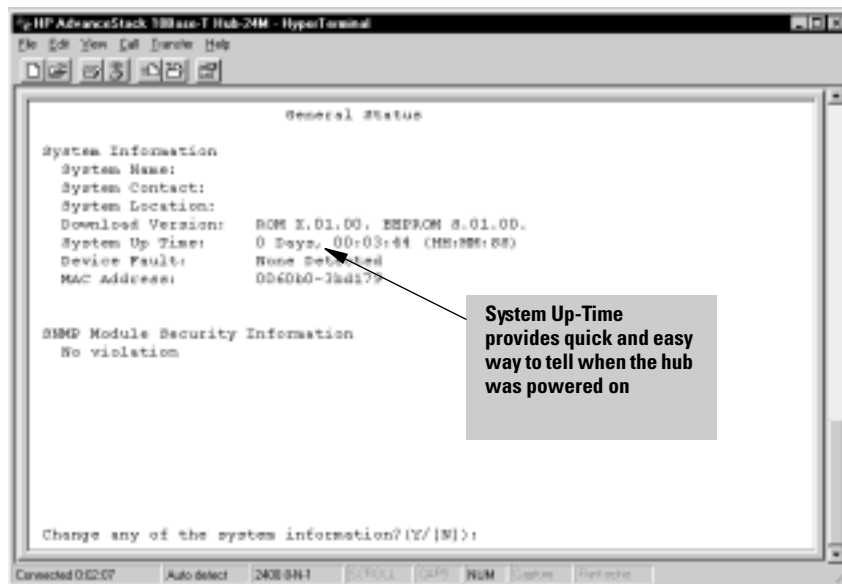 HP AdvanceStack 10Base-T Hub-24M - HyperTerminal
File Edit View Call Transfer Help
General Status
System Information
System Name:
System Contact:
System Location:
Download Version: ROM X.01.00. EEPROM S.01.00.
System Up Time: 0 Days, 00:03:44 (HH:MM:SS)
Device Fault: None Detected
MAC Address: 0060b0-3bd179
System Up-Time
provides quick and easy
way to tell when the hub
was powered on
SNMP Module Security Information
No violation
Change any of the system information?(Y/[N]):
Connected 0:02:07 Auto detect 2400 8-N-1 SCROLL CAPS NUM Capture Print echo